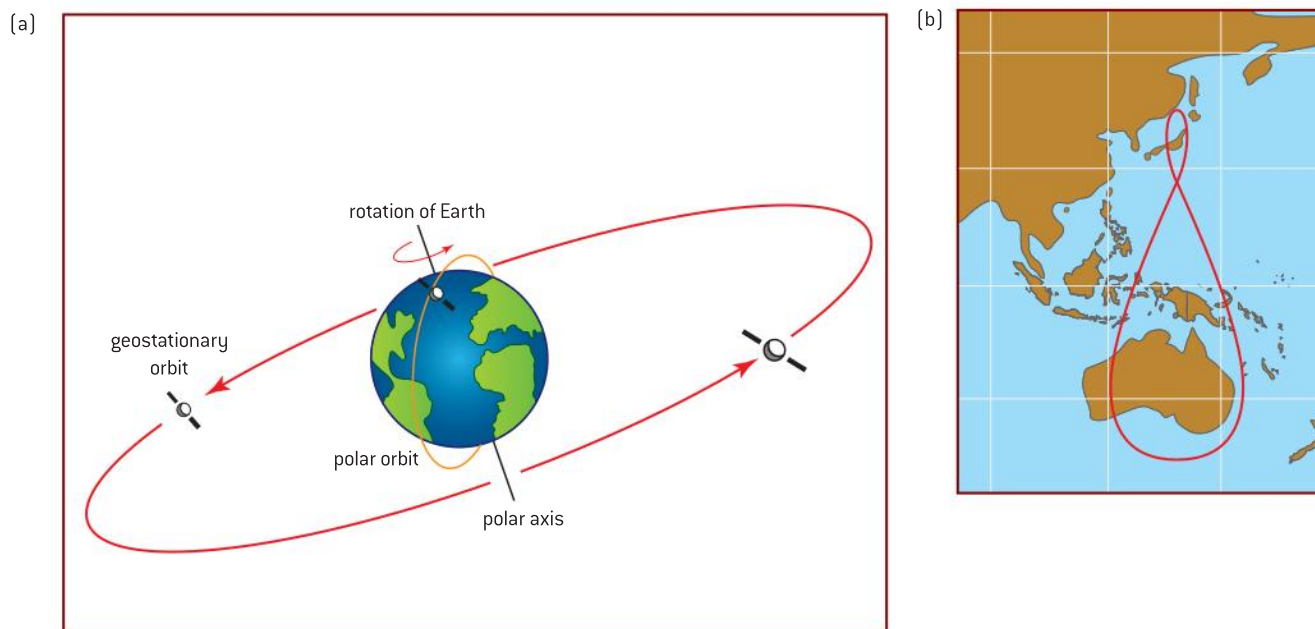 (a)
(b)
rotation of Earth
geostationary
orbit
polar orbit
polar axis